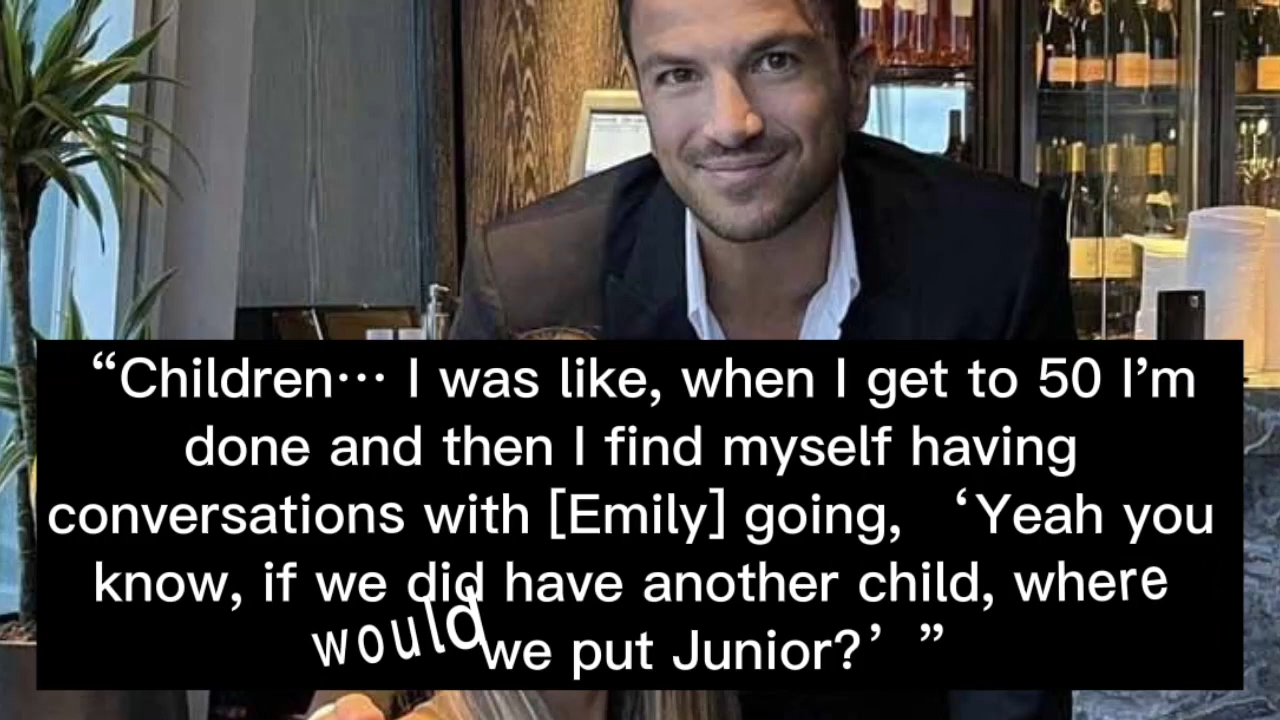 “Children… I was like, when I get to 50 I’m
done and then I find myself having
conversations with [Emily] going, ‘Yeah you
know, if we did have another child, where
would we put Junior?’ ”